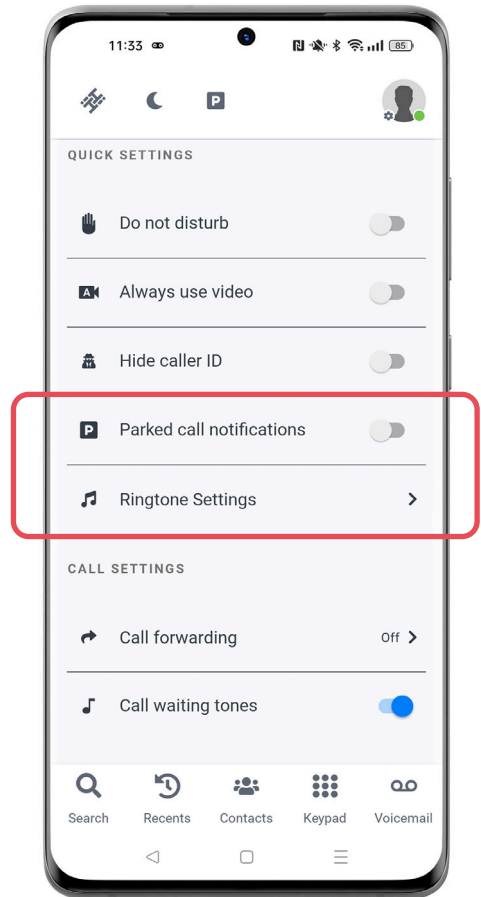 11:33 85
P
QUICK SETTINGS
Do not disturb
A Always use video
Hide caller ID
P Parked call notifications
Ringtone Settings
CALL SETTINGS
Call forwarding Off
Call waiting tones
Search Recents Contacts Keypad Voicemail